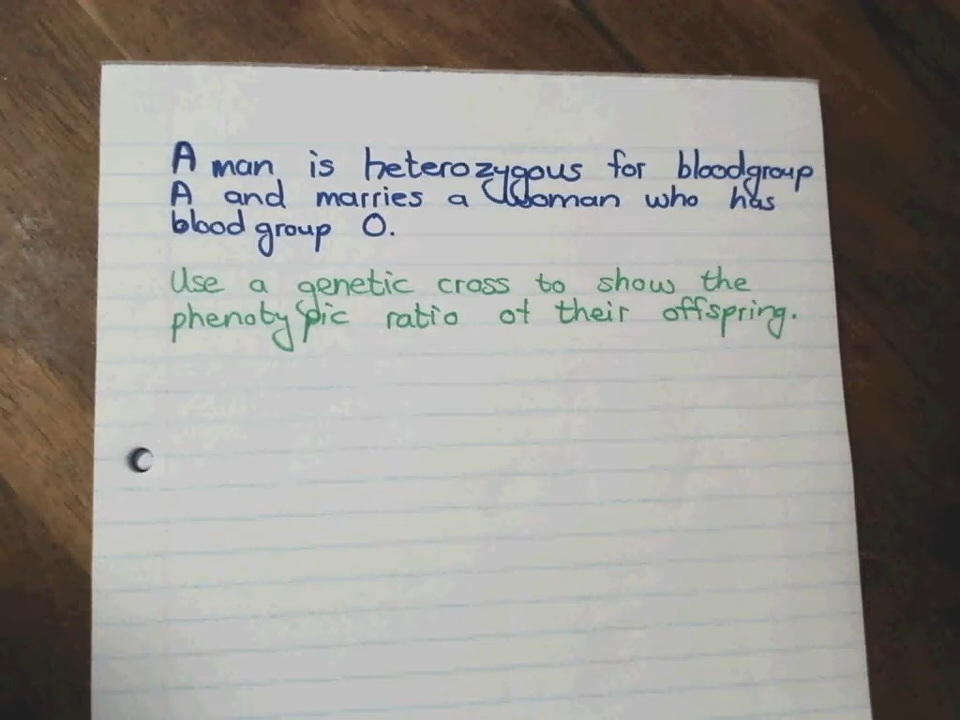 A man is heterozygous for bloodgroup
A and marries a woman who has
blood group O.
Use a genetic cross to show the
phenotypic ratio of their offspring.